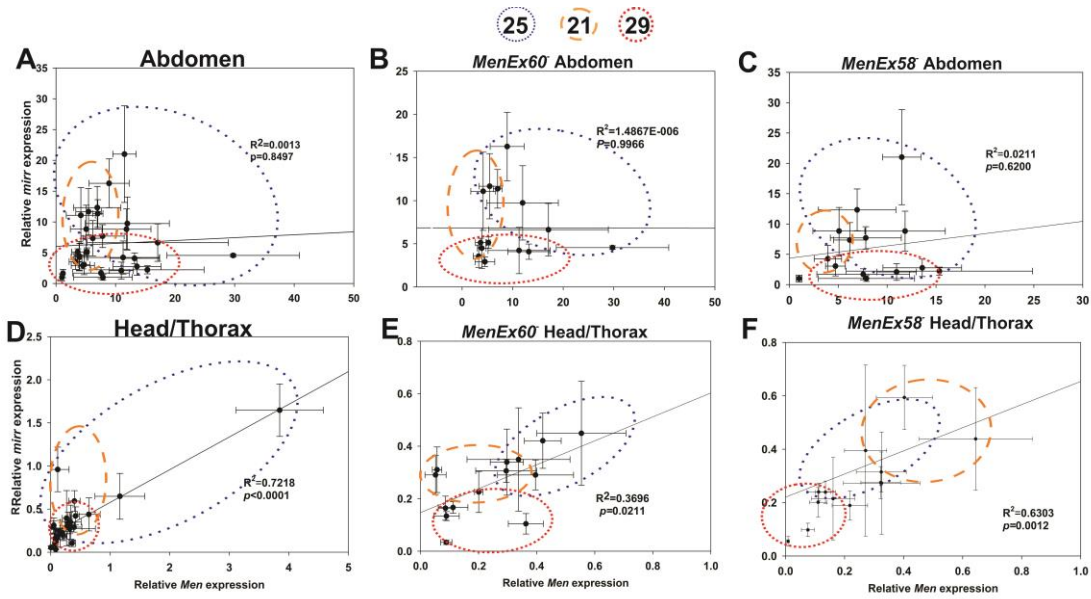 25 21 29
A Abdomen
Relative mirr expression
35
30
25
20
15
10
5
0
R²=0.0013
p=0.8497
0 10 20 30 40 50
B MenEx60⁻ Abdomen
25
20
15
10
5
0
R²=1.4867E-006
P=0.9966
0 10 20 30 40 50
C MenEx58⁻ Abdomen
35
30
25
20
15
10
5
0
R²=0.0211
p=0.6200
0 5 10 15 20 25 30
D Head/Thorax
RRelative mirr expression
2.5
2.0
1.5
1.0
0.5
0.0
R²=0.7218
p<0.0001
0 1 2 3 4 5
Relative Men expression
E MenEx60⁻ Head/Thorax
0.8
0.6
0.4
0.2
0.0
R²=0.3696
p=0.0211
0.0 0.2 0.4 0.6 0.8 1.0
Relative Men expression
F MenEx58⁻ Head/Thorax
0.8
0.6
0.4
0.2
0.0
R²=0.6303
p=0.0012
0.0 0.2 0.4 0.6 0.8 1.0
Relative Men expression